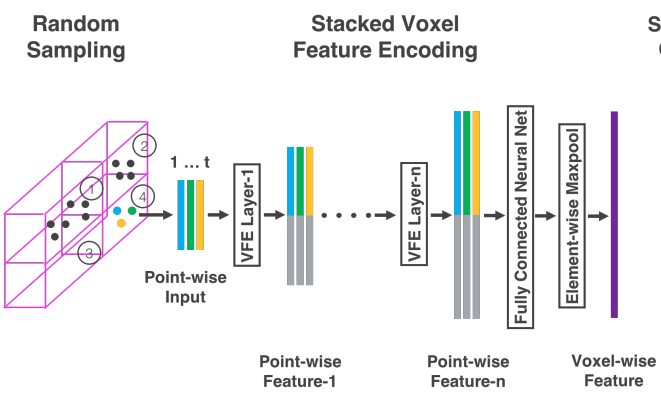 Random
Sampling
Stacked Voxel
Feature Encoding
S
1
2
3
4
1 ... t
Point-wise
Input
VFE Layer-1
VFE Layer-n
Fully Connected Neural Net
Element-wise Maxpool
Point-wise
Feature-1
Point-wise
Feature-n
Voxel-wise
Feature